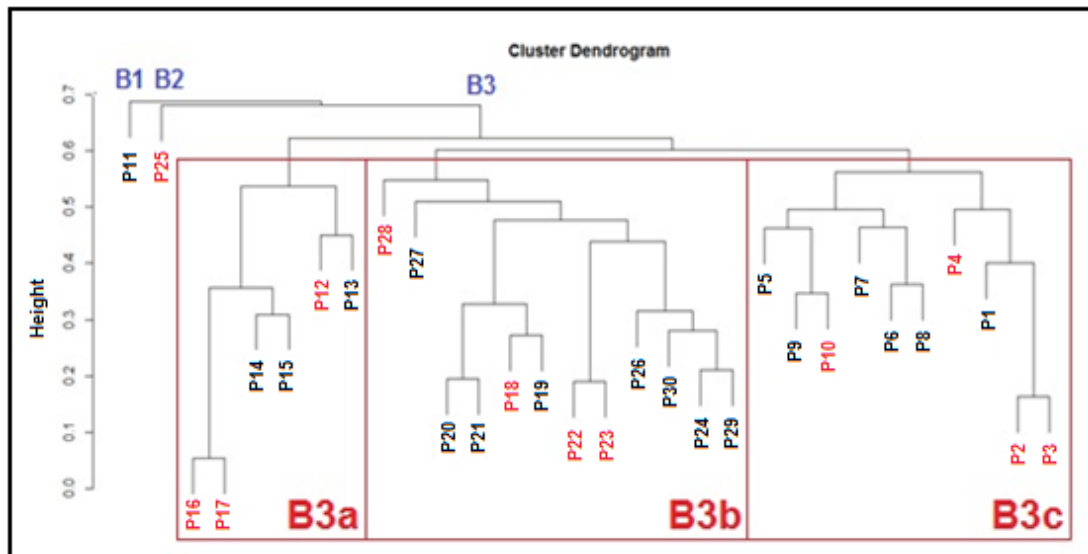 Cluster Dendrogram
B1 B2 B3
Height
0.7
0.6
0.5
0.4
0.3
0.2
0.1
0.0
P11
P25
P16
P17
P14
P15
P12
P13
B3a
P28
P27
P20
P21
P18
P19
P22
P23
P26
P30
P24
P29
B3b
P5
P9
P10
P7
P6
P8
P4
P1
P2
P3
B3c